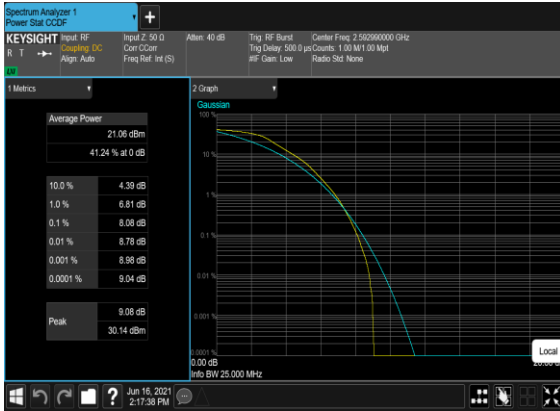 Spectrum Analyzer 1
Power Stat CCDF
KEYSIGHT
R T
LXI
Input: RF
Coupling: DC
Align: Auto
Input Z: 50 Ω
Corr CCorr
Freq Ref: Int (S)
Atten: 40 dB
Trig: RF Burst
Trig Delay: 500.0 µs
#IF Gain: Low
Center Freq: 2.592990000 GHz
Counts: 1.00 M/1.00 Mpt
Radio Std: None
1 Metrics
Average Power
21.06 dBm
41.24 % at 0 dB
10.0 % 4.39 dB
1.0 % 6.81 dB
0.1 % 8.08 dB
0.01 % 8.78 dB
0.001 % 8.98 dB
0.0001 % 9.04 dB
Peak
9.08 dB
30.14 dBm
2 Graph
Gaussian
100 %
10 %
1 %
0.1 %
0.01 %
0.001 %
0.0001 %
0.00 dB
Info BW 25.000 MHz
Local
Jun 16, 2021
2:17:38 PM